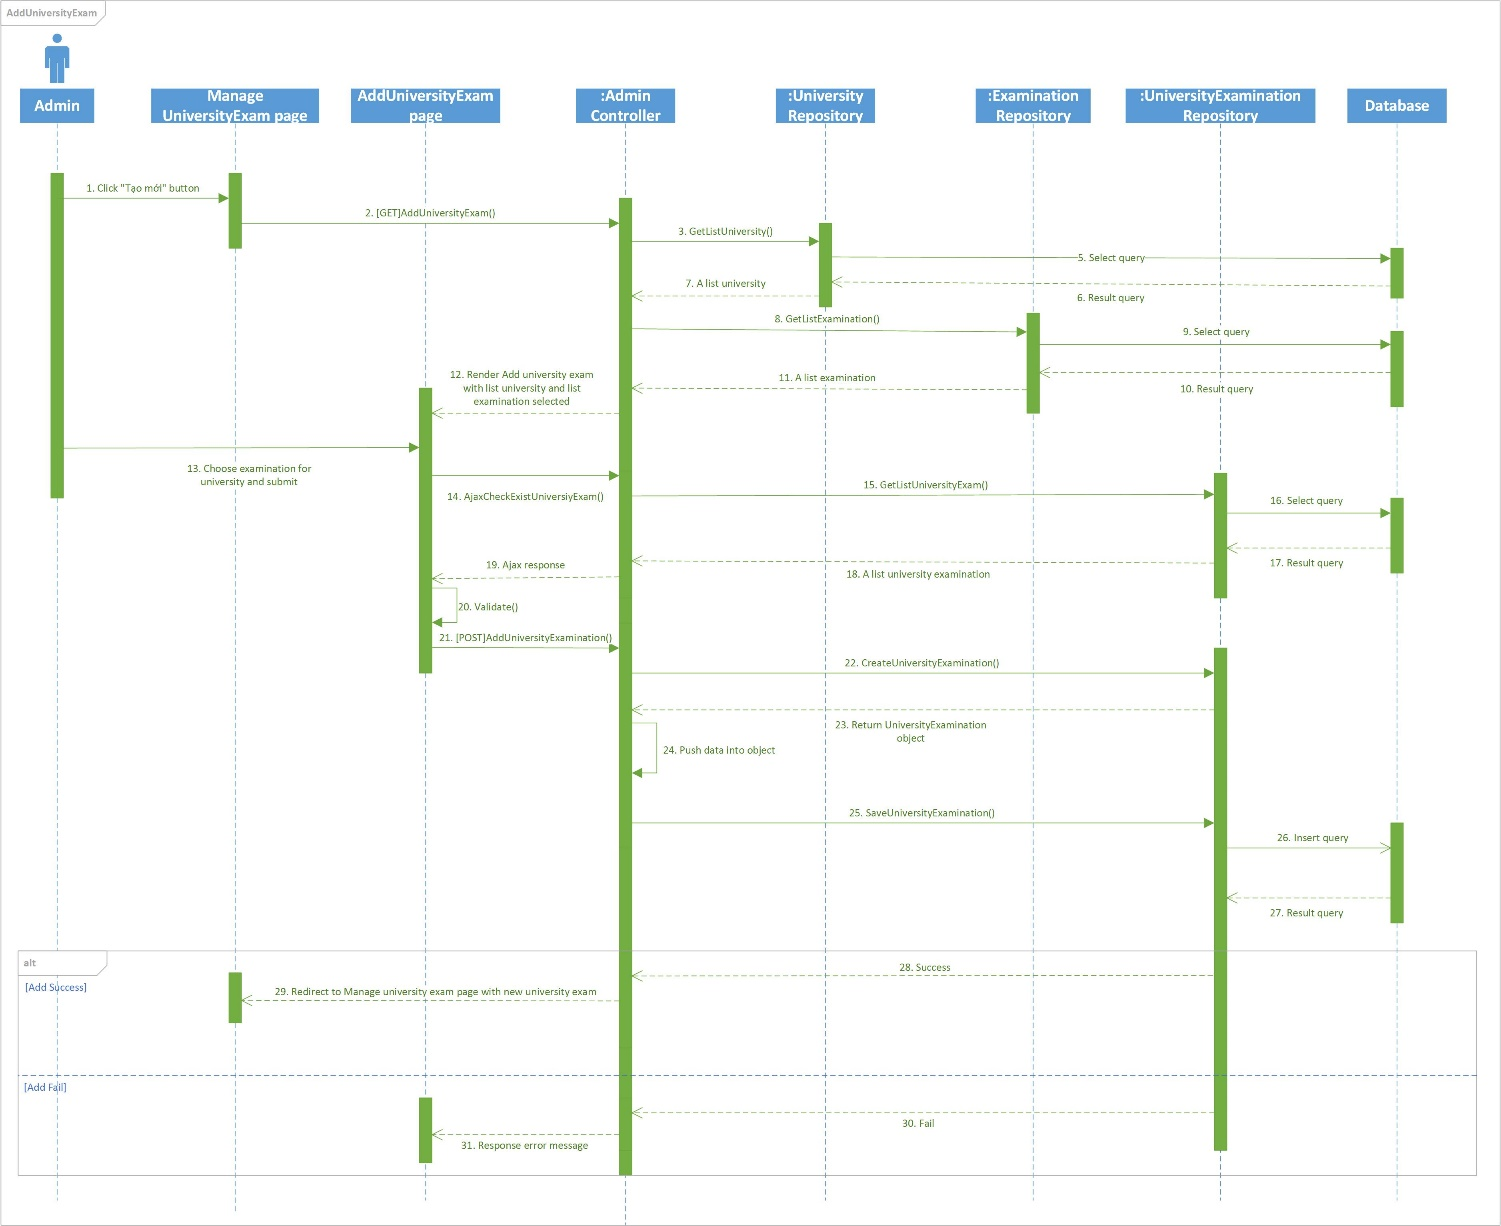 AddUniversityExam
Admin
Manage
UniversityExam page
AddUniversityExam
page
:Admin
Controller
:University
Repository
:Examination
Repository
:UniversityExamination
Repository
Database
1. Click "Tạo mới" button
2. [GET]AddUniversityExam()
3. GetListUniversity()
5. Select query
7. A list university
6. Result query
8. GetListExamination()
9. Select query
12. Render Add university exam
with list university and list
examination selected
11. A list examination
10. Result query
13. Choose examination for
university and submit
14. AjaxCheckExistUniversiyExam()
15. GetListUniversityExam()
16. Select query
19. Ajax response
18. A list university examination
17. Result query
20. Validate()
21. [POST]AddUniversityExamination()
22. CreateUniversityExamination()
23. Return UniversityExamination
object
24. Push data into object
25. SaveUniversityExamination()
26. Insert query
27. Result query
alt
[Add Success]
28. Success
29. Redirect to Manage university exam page with new university exam
[Add Fail]
30. Fail
31. Response error message